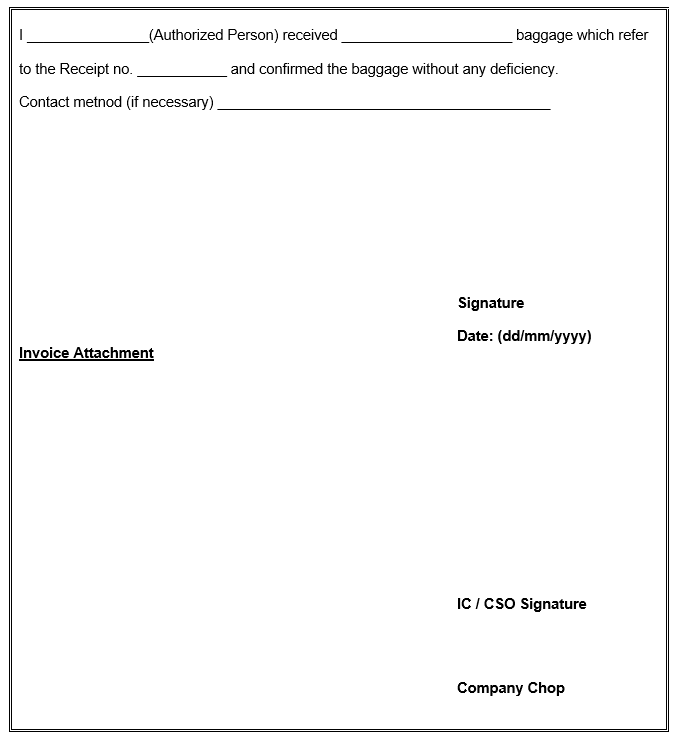 I _______________(Authorized Person) received _____________________ baggage which refer
to the Receipt no. ___________ and confirmed the baggage without any deficiency.
Contact metnod (if necessary) _________________________________________
Signature
Date: (dd/mm/yyyy)
Invoice Attachment
IC / CSO Signature
Company Chop